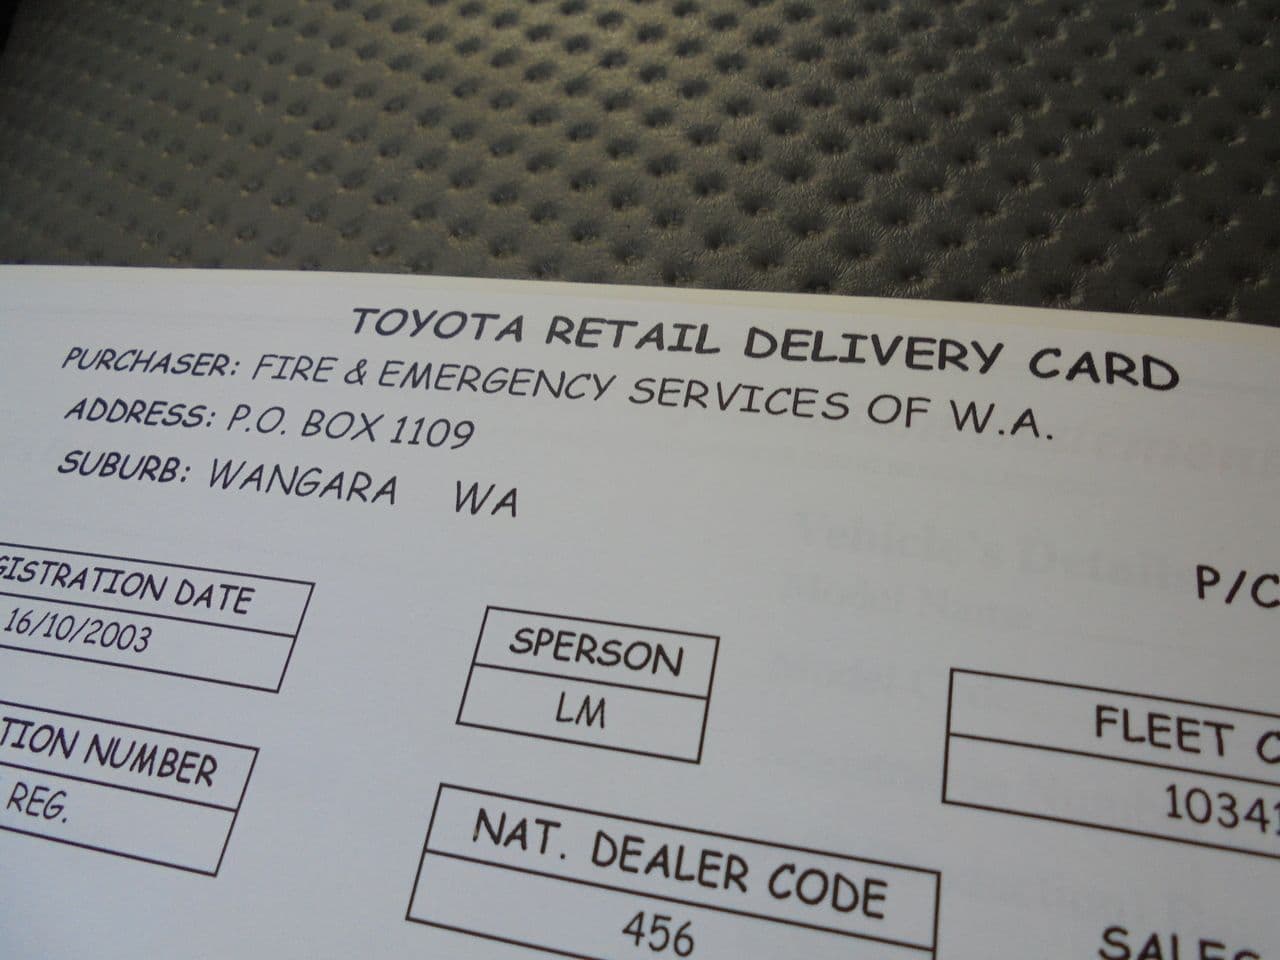 TOYOTA RETAIL DELIVERY CARD
PURCHASER: FIRE & EMERGENCY SERVICES OF W.A.
ADDRESS: P.O. BOX 1109
SUBURB: WANGARA WA
P/C
GISTRATION DATE
16/10/2003
SPERSON
LM
FLEET C
10341
TION NUMBER
REG.
NAT. DEALER CODE
456
SALES